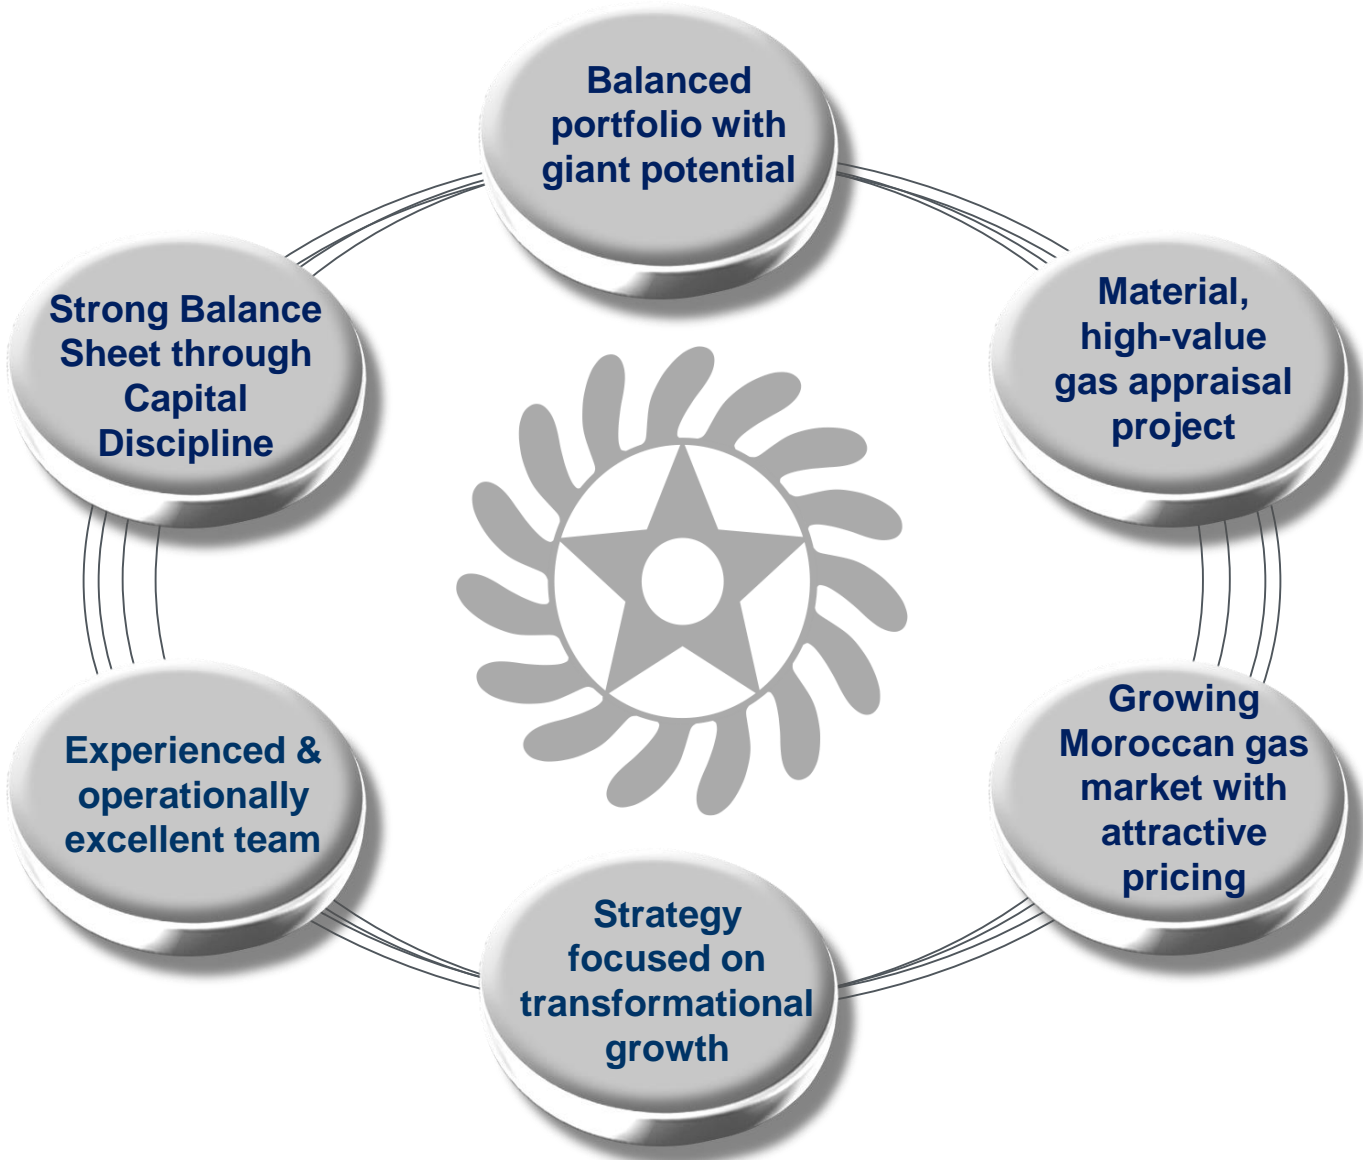 Balanced
portfolio with
giant potential
Material,
high-value
gas appraisal
project
Growing
Moroccan gas
market with
attractive
pricing
Strategy
focused on
transformational
growth
Experienced &
operationally
excellent team
Strong Balance
Sheet through
Capital
Discipline